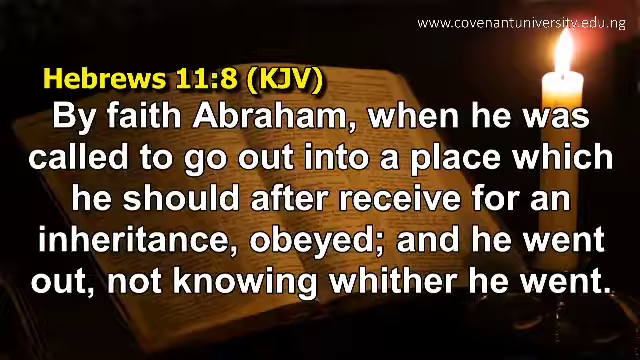 www.covenantuniversity.edu.ng
Hebrews 11:8 (KJV)
By faith Abraham, when he was
called to go out into a place which
he should after receive for an
inheritance, obeyed; and he went
out, not knowing whither he went.